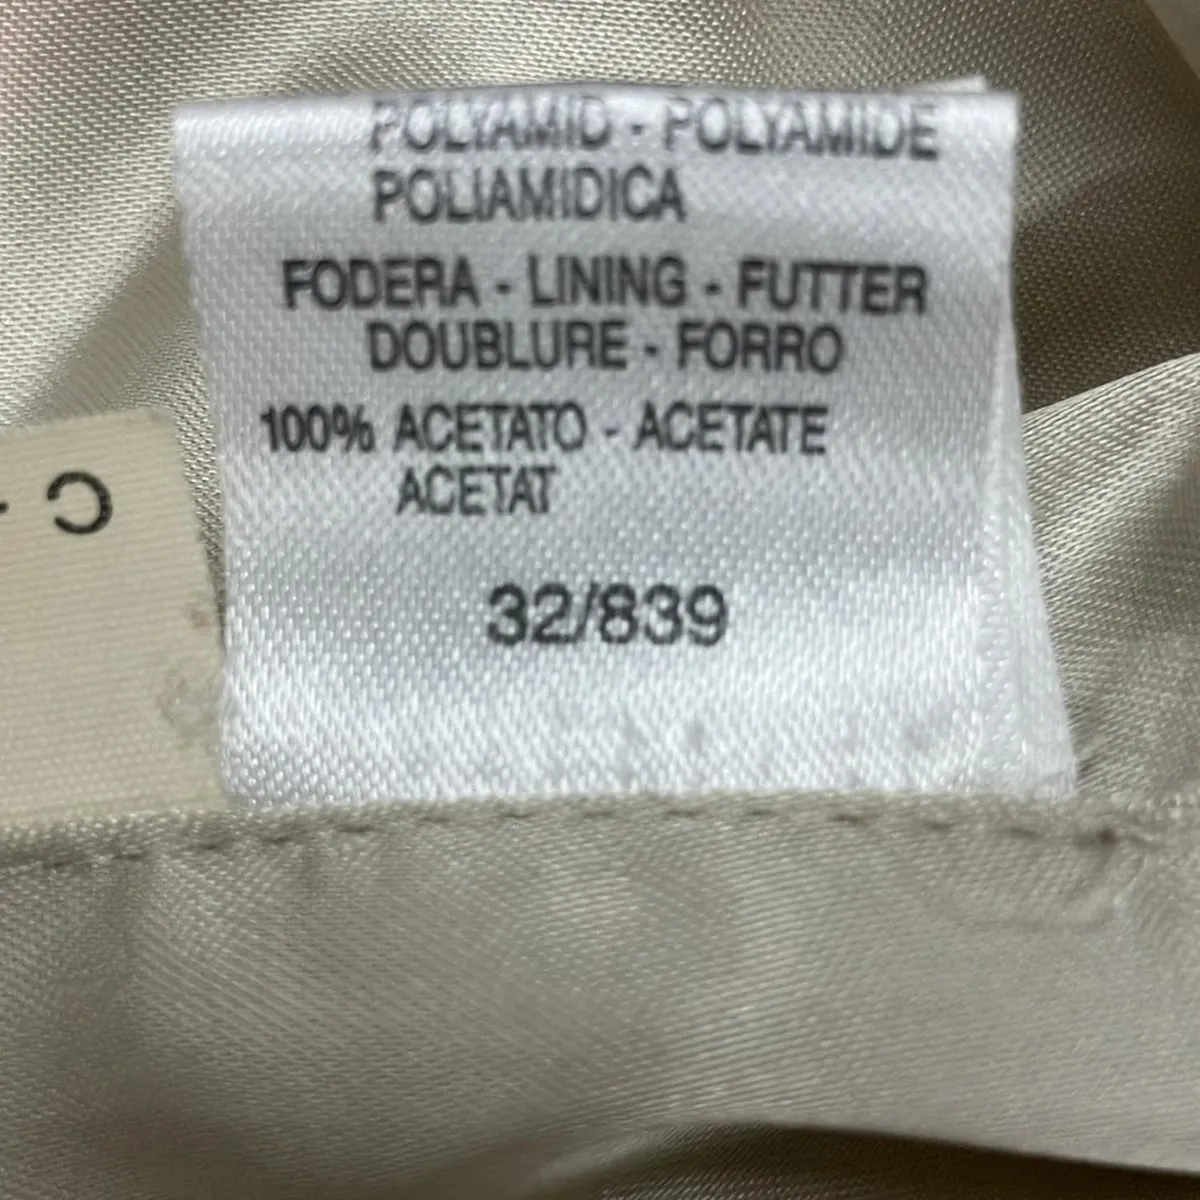 POLYAMID - POLYAMIDE
POLIAMIDICA
FODERA - LINING - FUTTER
DOUBLURE - FORRO
100% ACETATO - ACETATE
ACETAT
32/839